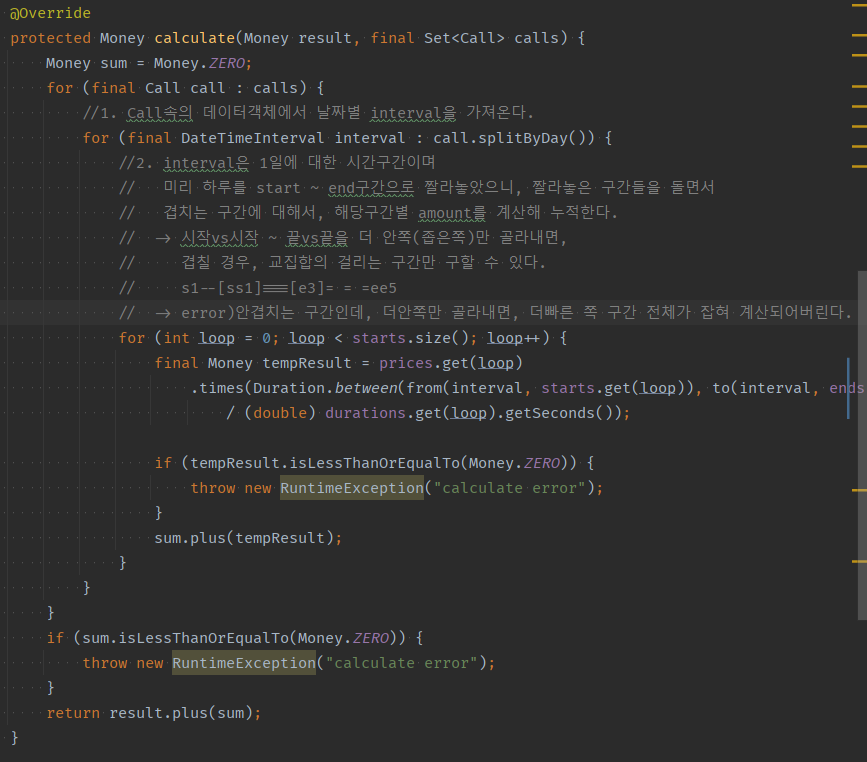 @Override
protected Money calculate(Money result, final Set<Call> calls) {
Money sum = Money.ZERO;
for (final Call call : calls) {
//1. Call속의 데이터객체에서 날짜별 interval을 가져온다.
for (final DateTimeInterval interval : call.splitByDay()) {
//2. interval은 1일에 대한 시간구간이며
// 미리 하루를 start ~ end구간으로 짤라놓았으니, 짤라놓은 구간들을 돌면서
// 겹치는 구간에 대해서, 해당구간별 amount를 계산해 누적한다.
// -> 시작vs시작 ~ 끝vs끝을 더 안쪽(좁은쪽)만 골라내면,
// 겹칠 경우, 교집합의 걸리는 구간만 구할 수 있다.
// s1--[ss1]===[e3]= = =ee5
// -> error)안겹치는 구간인데, 더안쪽만 골라내면, 더빠른 쪽 구간 전체가 잡혀 계산되어버린다.
for (int loop = 0; loop < starts.size(); loop++) {
final Money tempResult = prices.get(loop)
.times(Duration.between(from(interval, starts.get(loop)), to(interval, ends
/ (double) durations.get(loop).getSeconds());
if (tempResult.isLessThanOrEqualTo(Money.ZERO)) {
throw new RuntimeException("calculate error");
}
sum.plus(tempResult);
}
}
}
if (sum.isLessThanOrEqualTo(Money.ZERO)) {
throw new RuntimeException("calculate error");
}
return result.plus(sum);
}